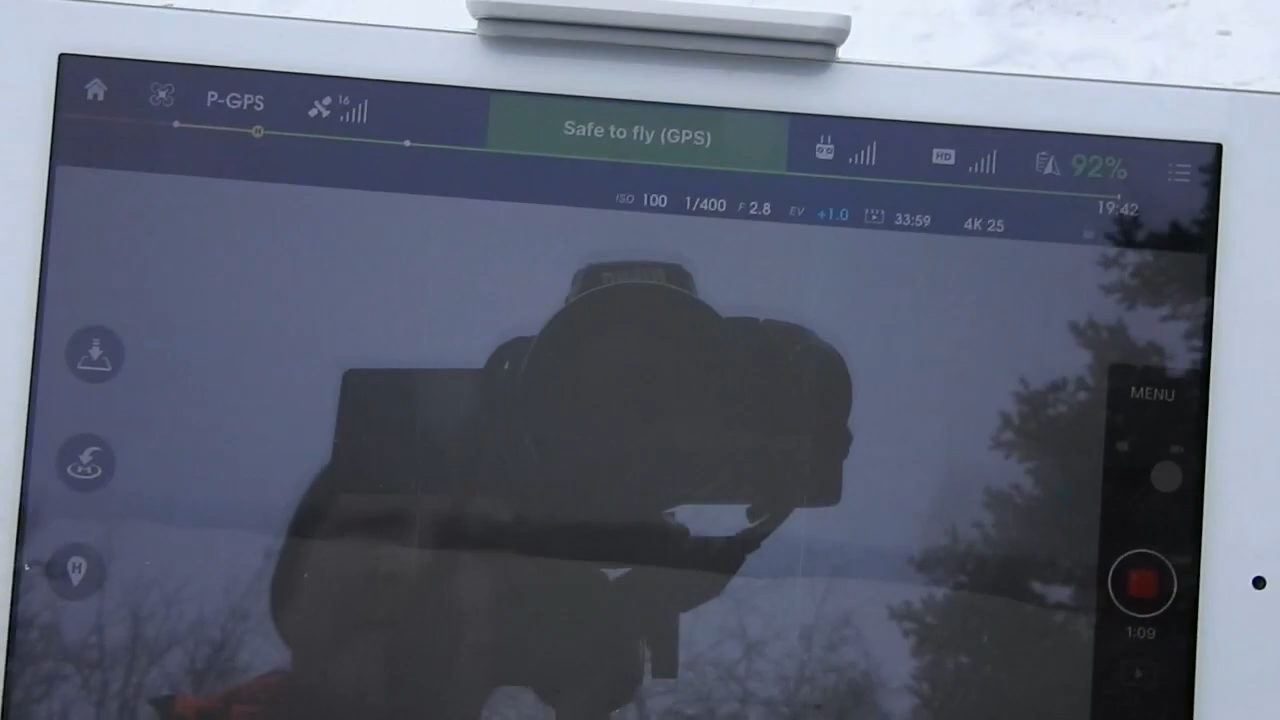 P-GPS
16
Safe to fly (GPS)
HD
92%
H
19:42
ISO 100 1/400 F 2.8 EV +1.0 33:59 4K 25
MENU
H
H
1:09